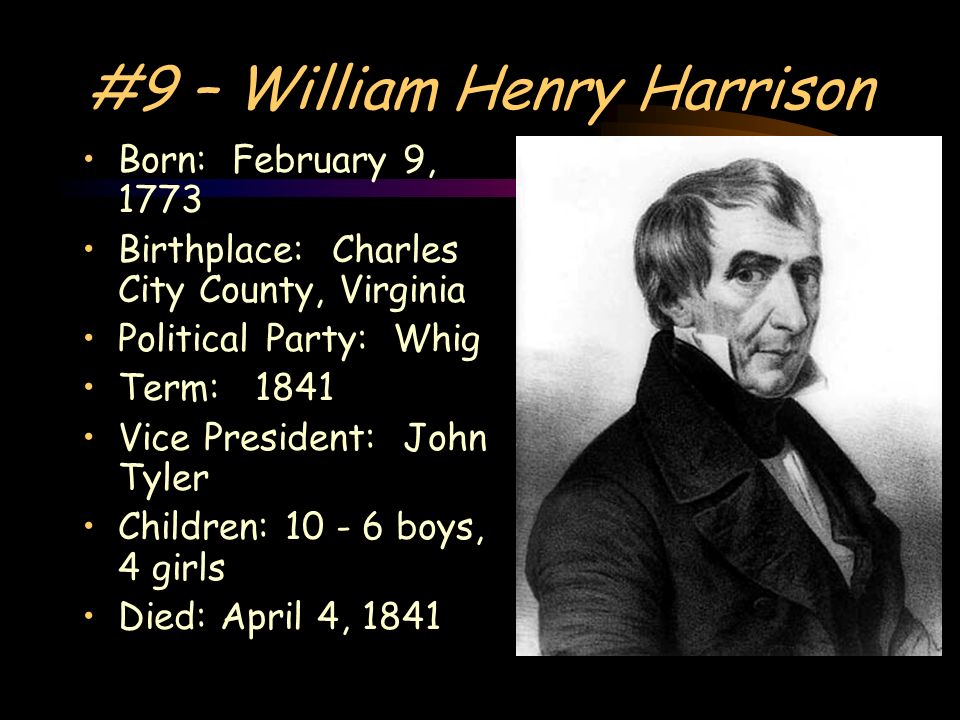 #9 – William Henry Harrison
• Born: February 9,
1773
• Birthplace: Charles
City County, Virginia
• Political Party: Whig
• Term: 1841
• Vice President: John
Tyler
• Children: 10 - 6 boys,
4 girls
• Died: April 4, 1841